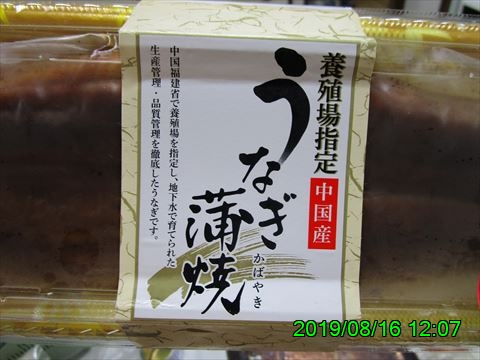 養殖場指定
中国産
うなぎ
蒲焼
かばやき
中国福建省で養殖場を指定し、地下水で育てられた
生産管理・品質管理を徹底したうなぎです。
2019/08/16 12:07